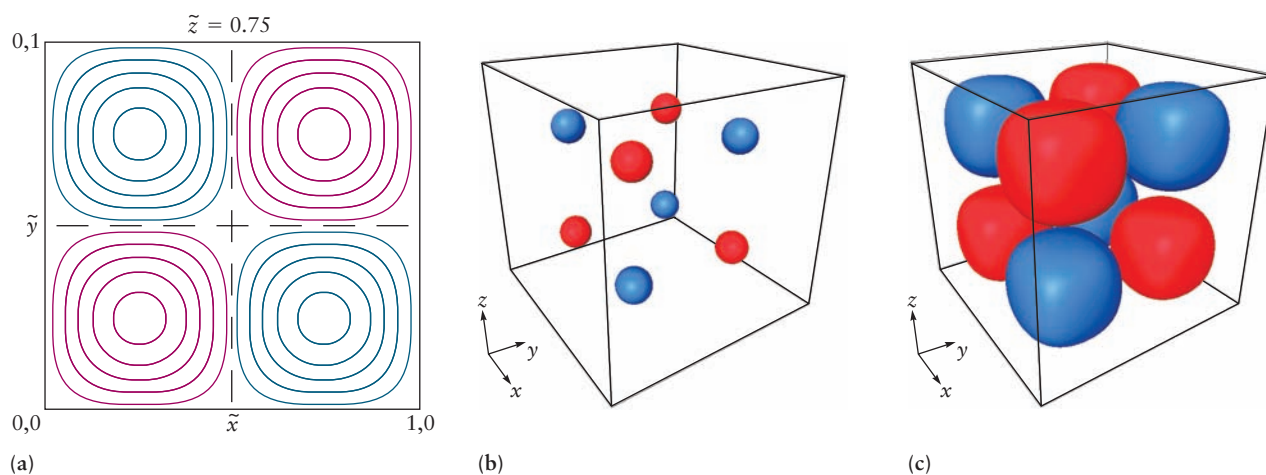 z̃ = 0.75
0,1
ỹ
0,0
x̃
1,0
(a)
z
y
x
(b)
z
y
x
(c)